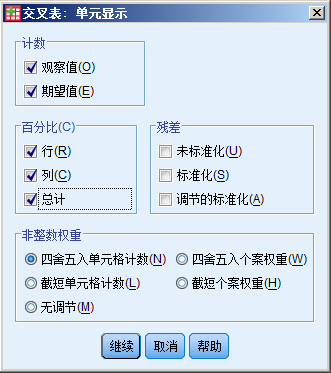 交叉表: 单元显示
计数
观察值(O)
期望值(E)
百分比(C)
残差
行(R)
未标准化(U)
列(C)
标准化(S)
总计
调节的标准化(A)
非整数权重
四舍五入单元格计数(N)
四舍五入个案权重(W)
截短单元格计数(L)
截短个案权重(H)
无调节(M)
继续
取消
帮助